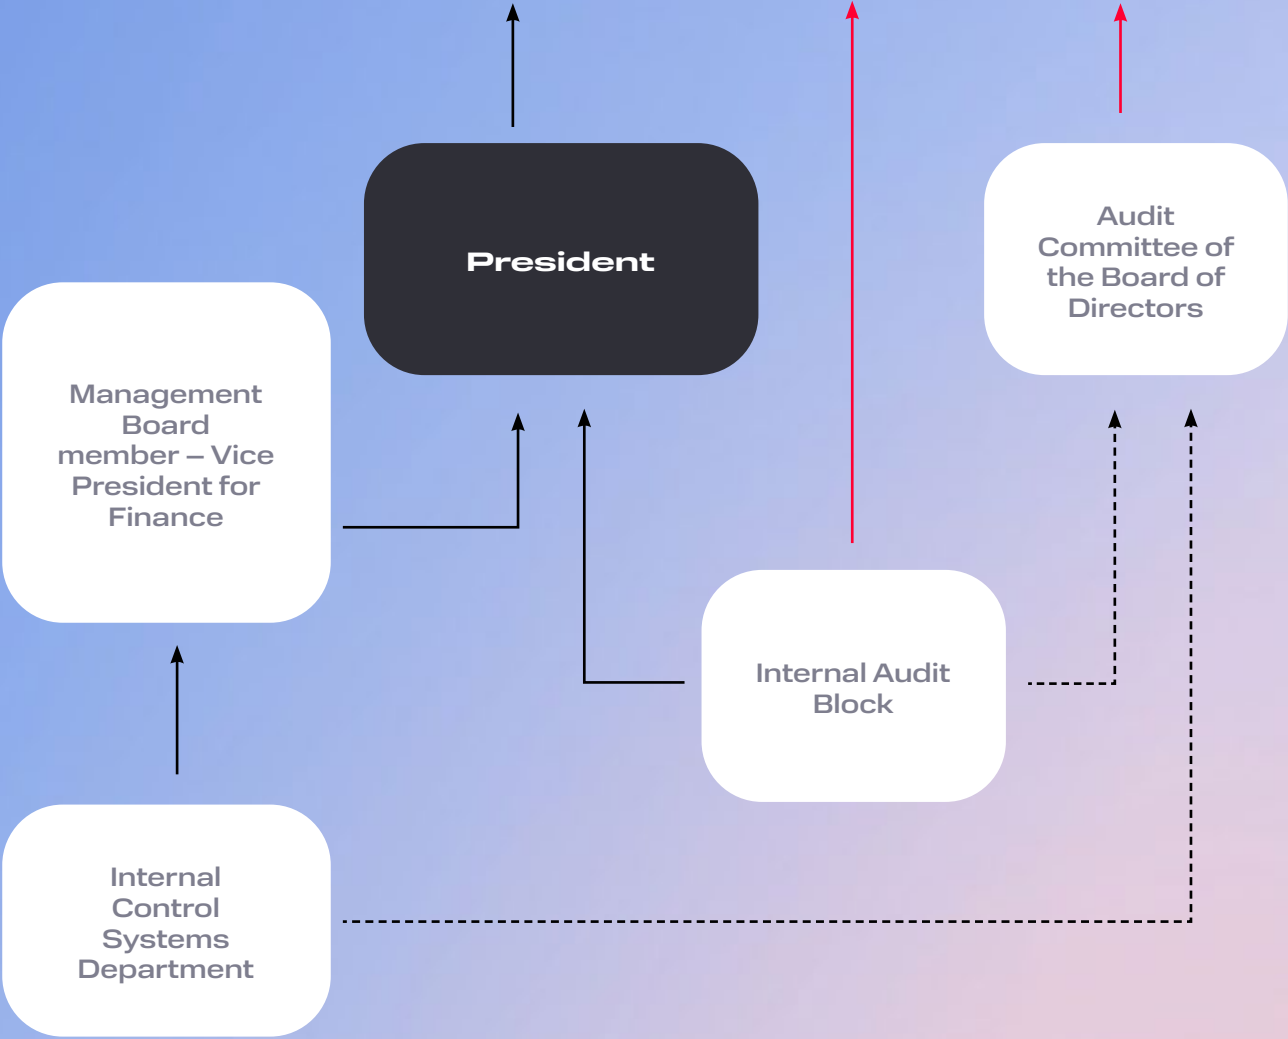 President
Audit
Committee of
the Board of
Directors
Management
Board
member – Vice
President for
Finance
Internal Audit
Block
Internal
Control
Systems
Department